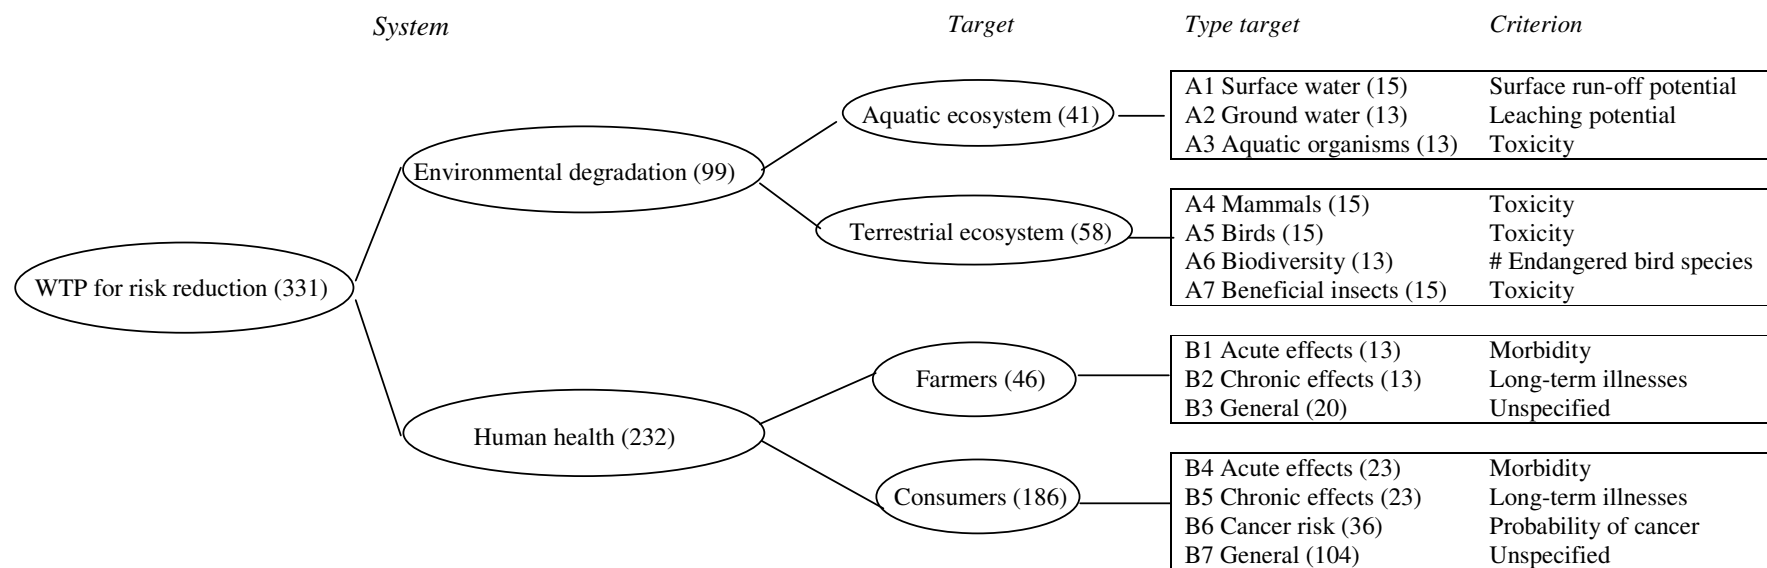 System Target Type target Criterion
A1 Surface water (15) Surface run-off potential
Aquatic ecosystem (41) A2 Ground water (13) Leaching potential
A3 Aquatic organisms (13) Toxicity
Environmental degradation (99)
A4 Mammals (15) Toxicity
Terrestrial ecosystem (58) A5 Birds (15) Toxicity
A6 Biodiversity (13) # Endangered bird species
WTP for risk reduction (331) A7 Beneficial insects (15) Toxicity
B1 Acute effects (13) Morbidity
Farmers (46) B2 Chronic effects (13) Long-term illnesses
B3 General (20) Unspecified
Human health (232)
B4 Acute effects (23) Morbidity
Consumers (186) B5 Chronic effects (23) Long-term illnesses
B6 Cancer risk (36) Probability of cancer
B7 General (104) Unspecified